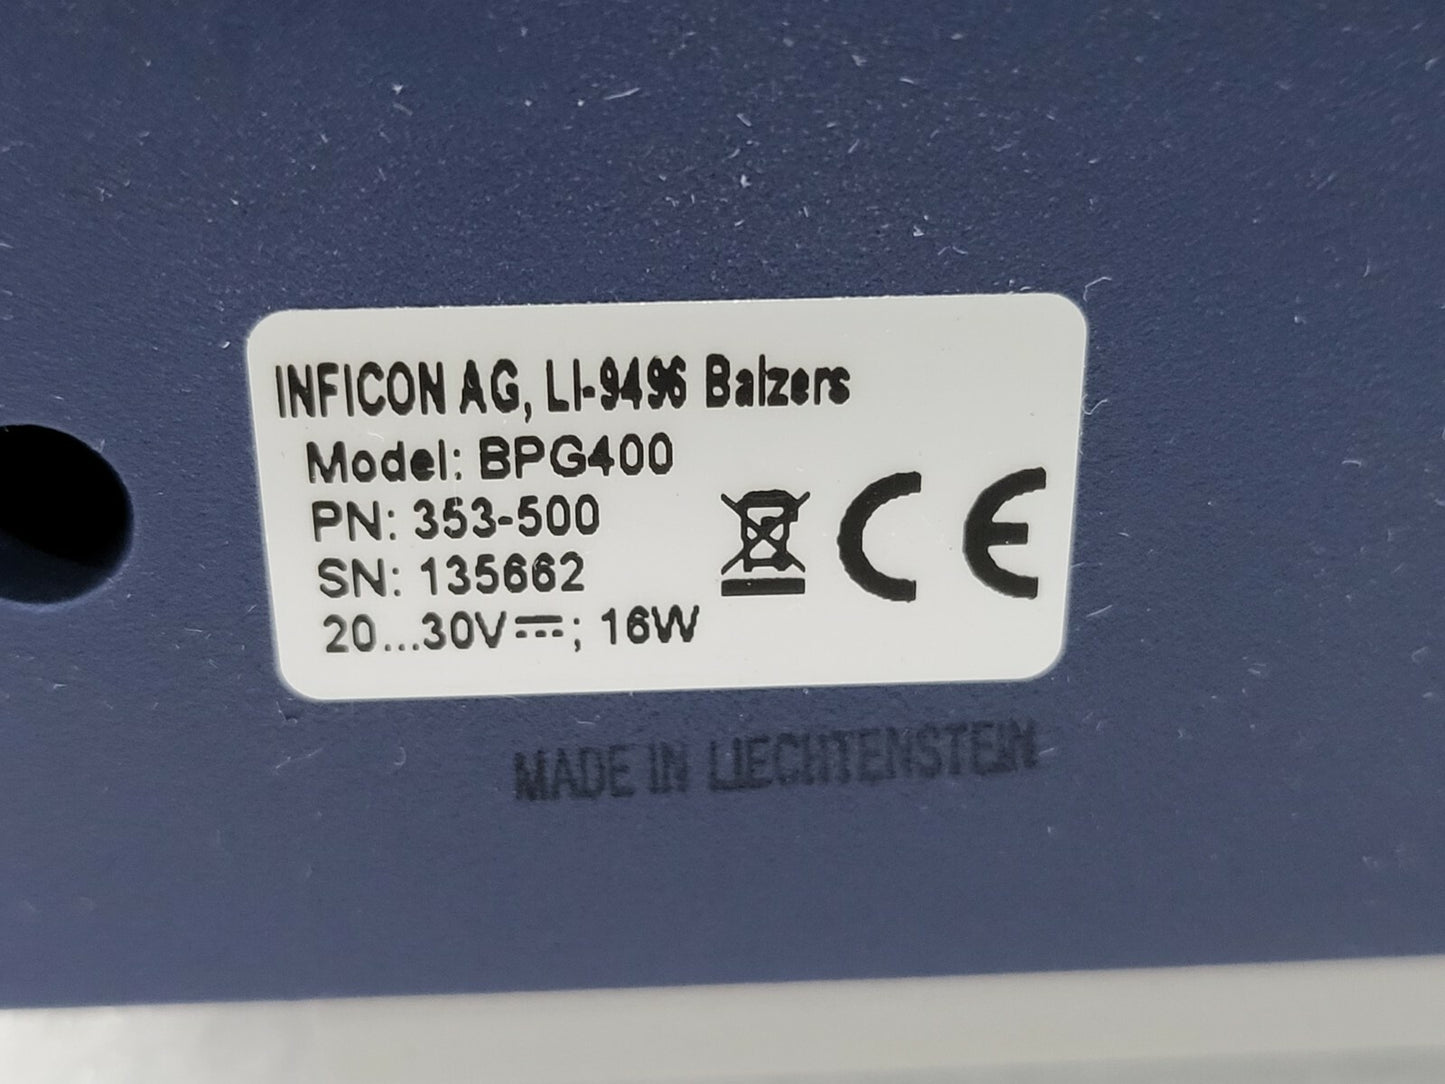 INFICON AG, LI-9496 Balzers
Model: BPG400
PN: 353-500
SN: 135662
20...30V⎓; 16W
CE
MADE IN LIECHTENSTEIN